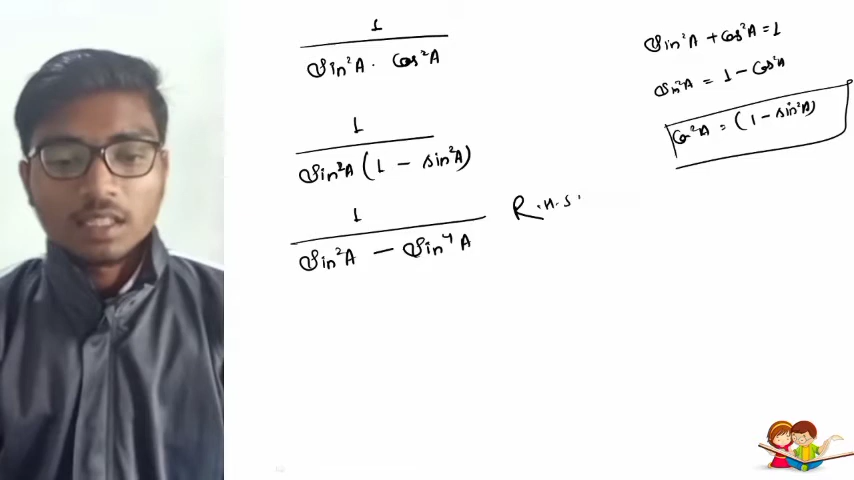 1
sin²A · cos²A
1
sin²A (1 − sin²A)
1
sin²A − sin⁴A
R.H.S.
sin²A + cos²A = 1
sin²A = 1 − cos²A
cos²A = (1 − sin²A)